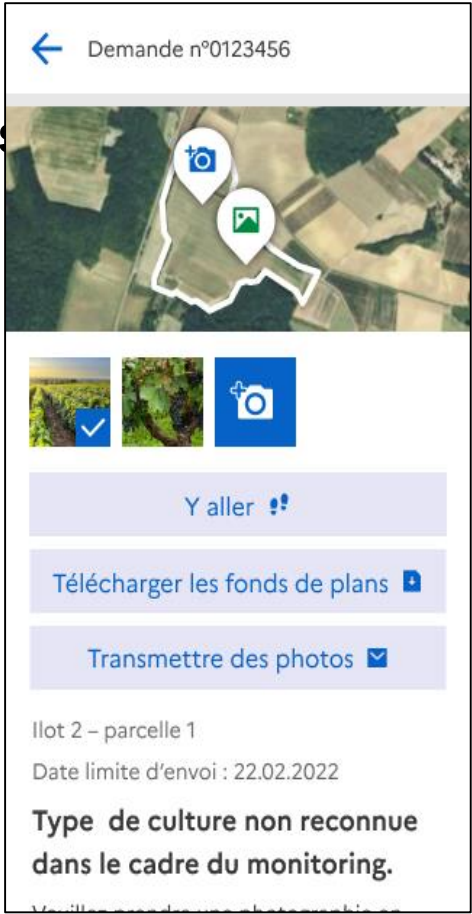 Demande n°0123456
Y aller
Télécharger les fonds de plans
Transmettre des photos
Ilot 2 – parcelle 1
Date limite d'envoi : 22.02.2022
Type de culture non reconnue
dans le cadre du monitoring.